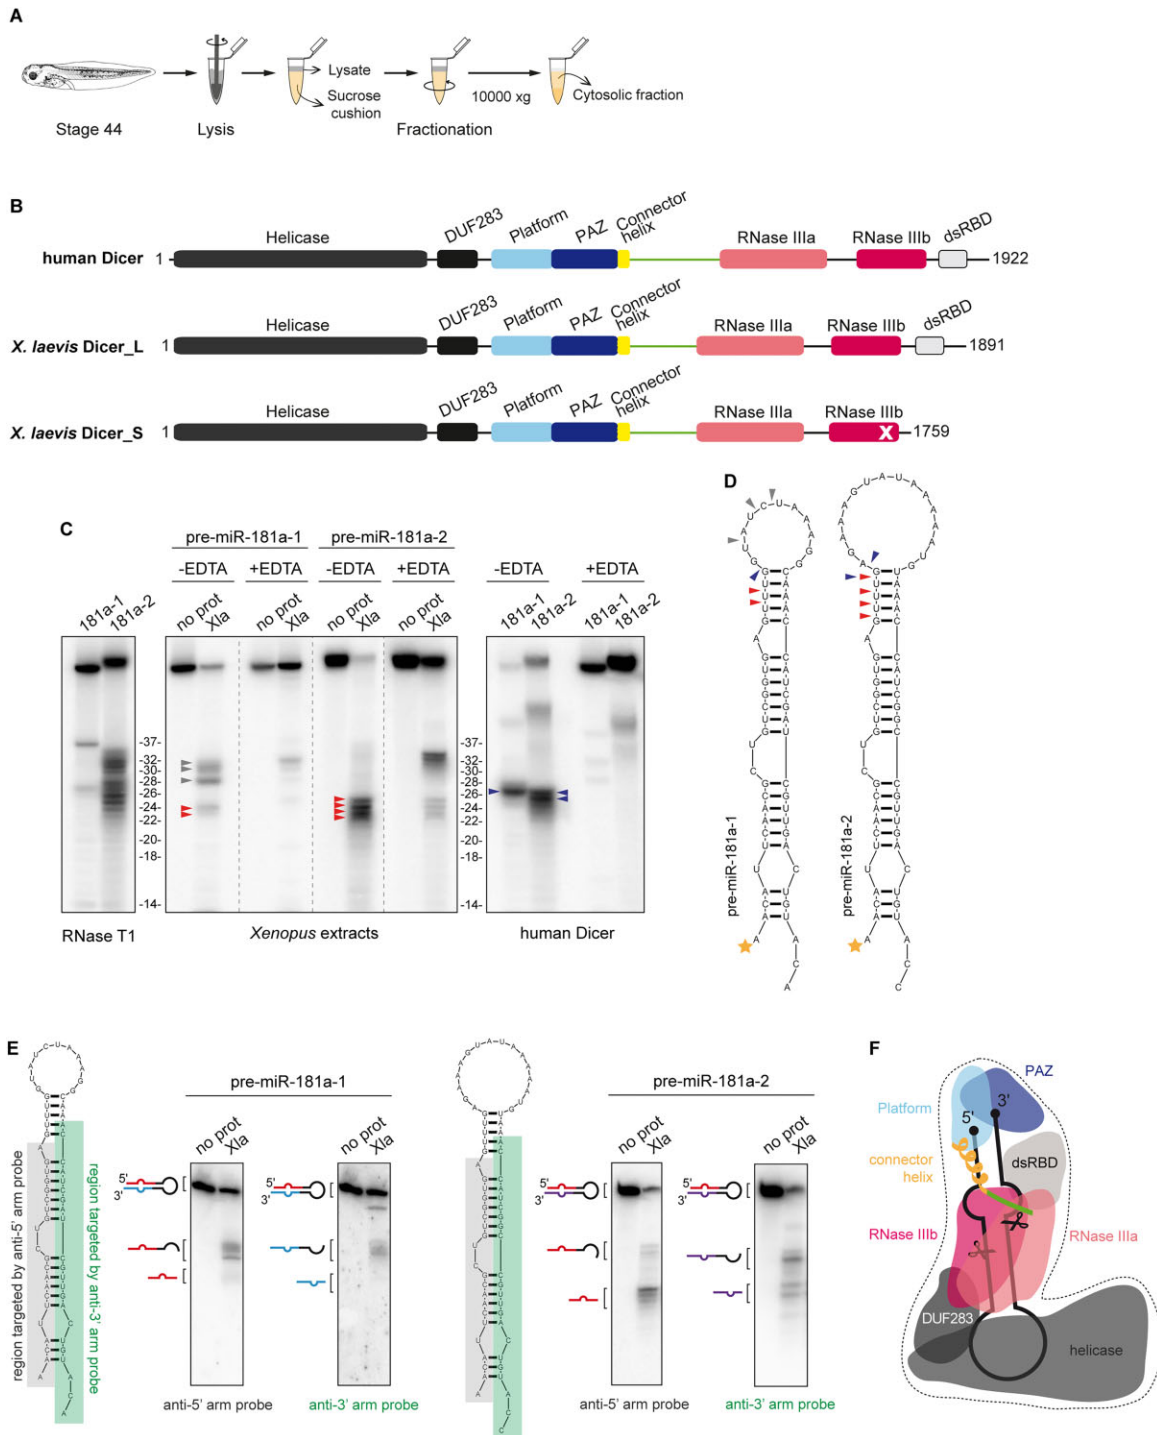 A
Lysate
Sucrose
cushion
10000 xg
Cytosolic fraction
Stage 44
Lysis
Fractionation
B
Helicase
DUF283
Platform
PAZ
Connector
helix
RNase IIIa
RNase IIIb
dsRBD
human Dicer
1
1922
Helicase
DUF283
Platform
PAZ
Connector
helix
RNase IIIa
RNase IIIb
dsRBD
X. laevis Dicer_L
1
1891
Helicase
DUF283
Platform
PAZ
Connector
helix
RNase IIIa
RNase IIIb
X
X. laevis Dicer_S
1
1759
C
pre-miR-181a-1
pre-miR-181a-2
-EDTA
+EDTA
-EDTA
+EDTA
-EDTA
+EDTA
181a-1
181a-2
no prot
Xla
no prot
Xla
no prot
Xla
no prot
Xla
181a-1
181a-2
181a-1
181a-2
-37-
-32-
-30-
-28-
-26-
-24-
-22-
-20-
-18-
-14-
-37-
-32-
-30-
-28-
-26-
-24-
-22-
-20-
-18-
-14-
RNase T1
Xenopus extracts
human Dicer
D
pre-miR-181a-1
pre-miR-181a-2
E
region targeted by anti-5' arm probe
region targeted by anti-3' arm probe
pre-miR-181a-1
no prot
Xla
no prot
Xla
5'
3'
anti-5' arm probe
anti-3' arm probe
pre-miR-181a-2
no prot
Xla
no prot
Xla
5'
3'
5'
3'
anti-5' arm probe
anti-3' arm probe
F
PAZ
Platform
5'
3'
connector
helix
dsRBD
RNase IIIb
RNase IIIa
DUF283
helicase